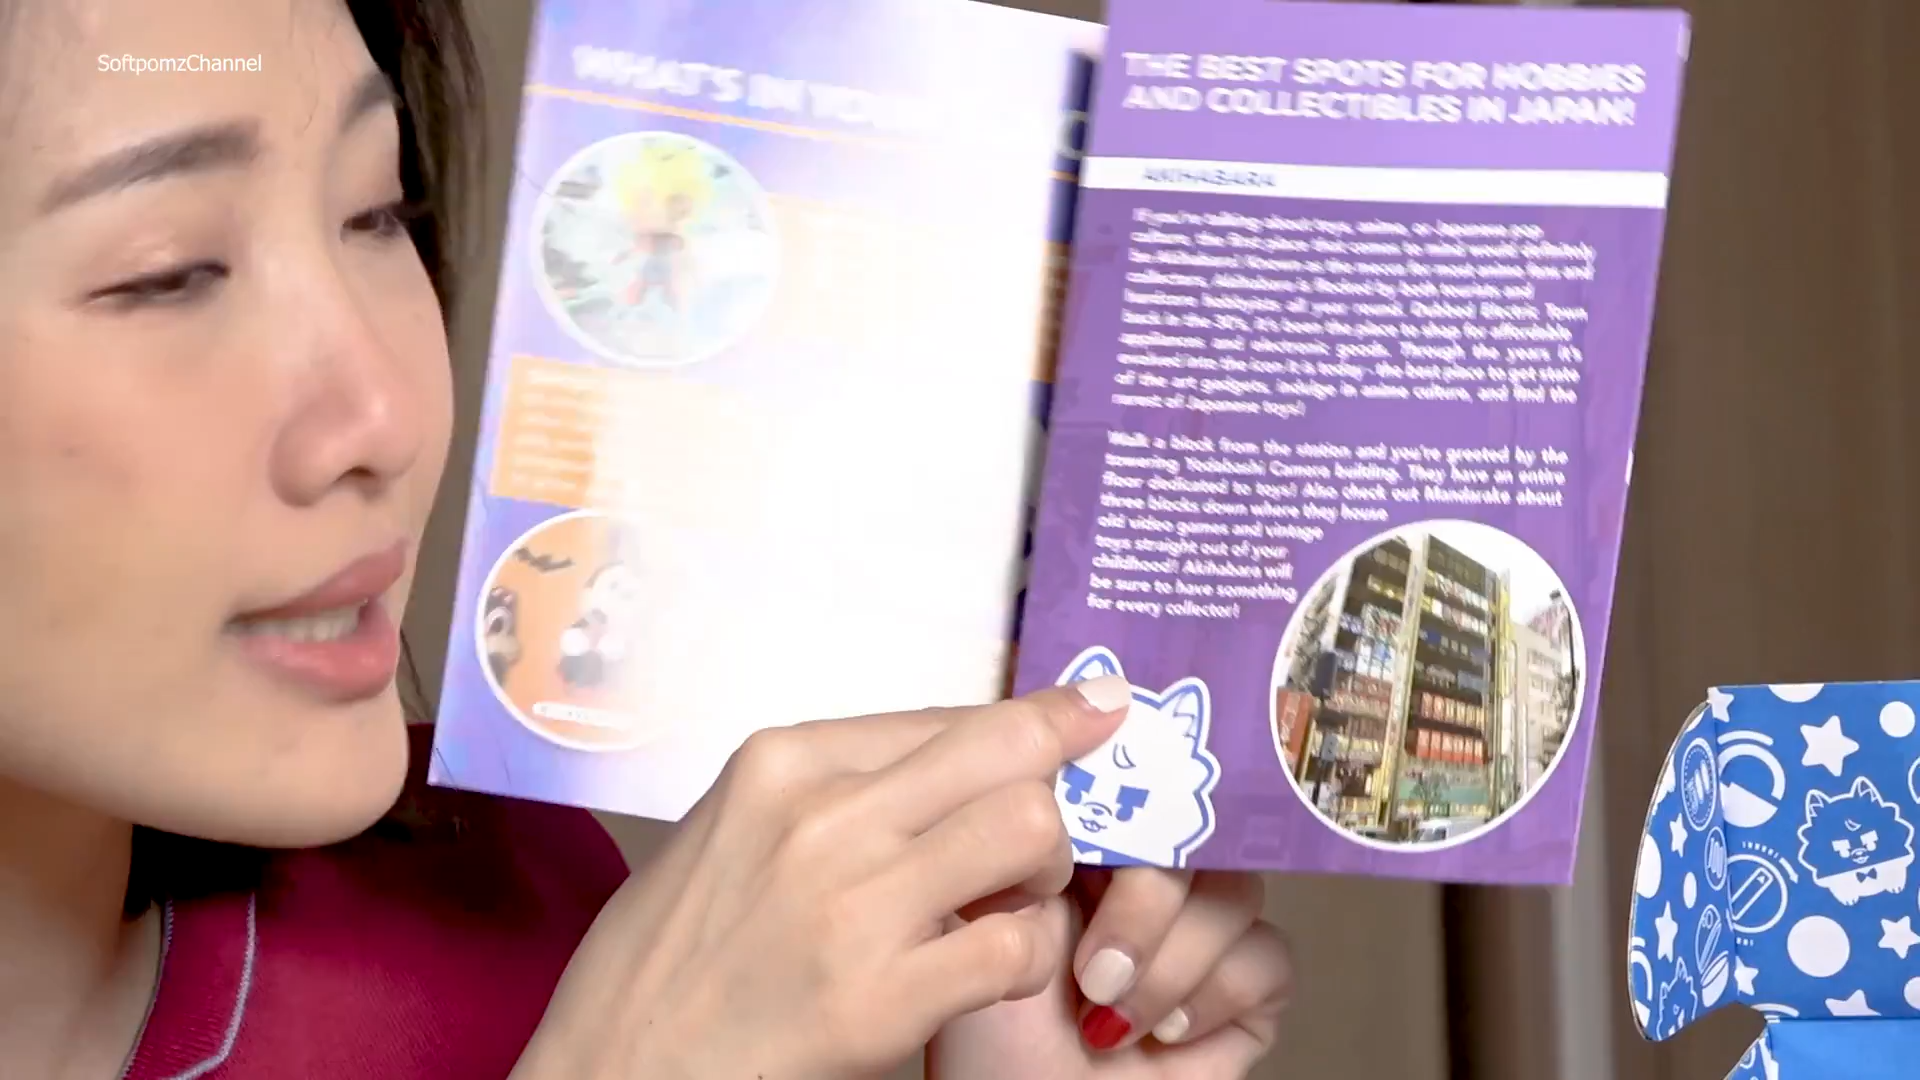 SoftpomzChannel
WHAT'S IN YOU
THE BEST SPOTS FOR HOBBIES
AND COLLECTIBLES IN JAPAN!
AKIHABARA
If you're talking about toys, anime, or Japanese pop
culture, the first place that comes to mind would definitely
be Akihabara! Known as the mecca for most anime fans and
collectors, Akihabara is flocked by both tourists and
hardcore hobbyists all year round. Dubbed Electric Town
back in the 30's, it's been the place to shop for affordable
appliances and electronic goods. Through the years it's
evolved into the icon it is today - the best place to get state
of the art gadgets, indulge in anime culture, and find the
rarest of Japanese toys!
Walk a block from the station and you're greeted by the
towering Yodobashi Camera building. They have an entire
floor dedicated to toys! Also check out Mandarake about
three blocks down where they house
old video games and vintage
toys straight out of your
childhood! Akihabara will
be sure to have something
for every collector!